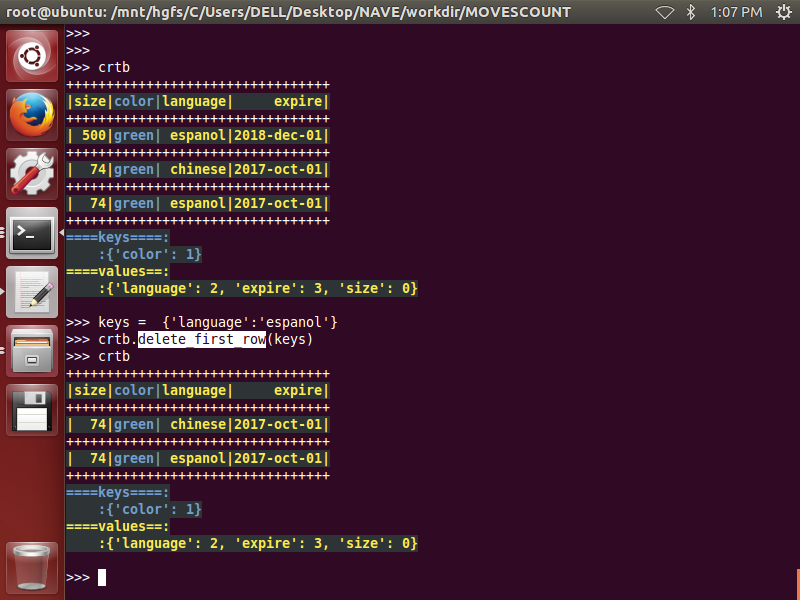 root@ubuntu: /mnt/hgfs/C/Users/DELL/Desktop/NAVE/workdir/MOVESCOUNT 1:07 PM
>>>
>>>
>>> crtb
+++++++++++++++++++++++++++++++++
|size|color|language|     expire|
+++++++++++++++++++++++++++++++++
| 500|green| espanol|2018-dec-01|
+++++++++++++++++++++++++++++++++
|  74|green| chinese|2017-oct-01|
+++++++++++++++++++++++++++++++++
|  74|green| espanol|2017-oct-01|
+++++++++++++++++++++++++++++++++
====keys====:
    :{'color': 1}
====values==:
    :{'language': 2, 'expire': 3, 'size': 0}
>>> keys =  {'language':'espanol'}
>>> crtb.delete_first_row(keys)
>>> crtb
+++++++++++++++++++++++++++++++++
|size|color|language|     expire|
+++++++++++++++++++++++++++++++++
|  74|green| chinese|2017-oct-01|
+++++++++++++++++++++++++++++++++
|  74|green| espanol|2017-oct-01|
+++++++++++++++++++++++++++++++++
====keys====:
    :{'color': 1}
====values==:
    :{'language': 2, 'expire': 3, 'size': 0}
>>>